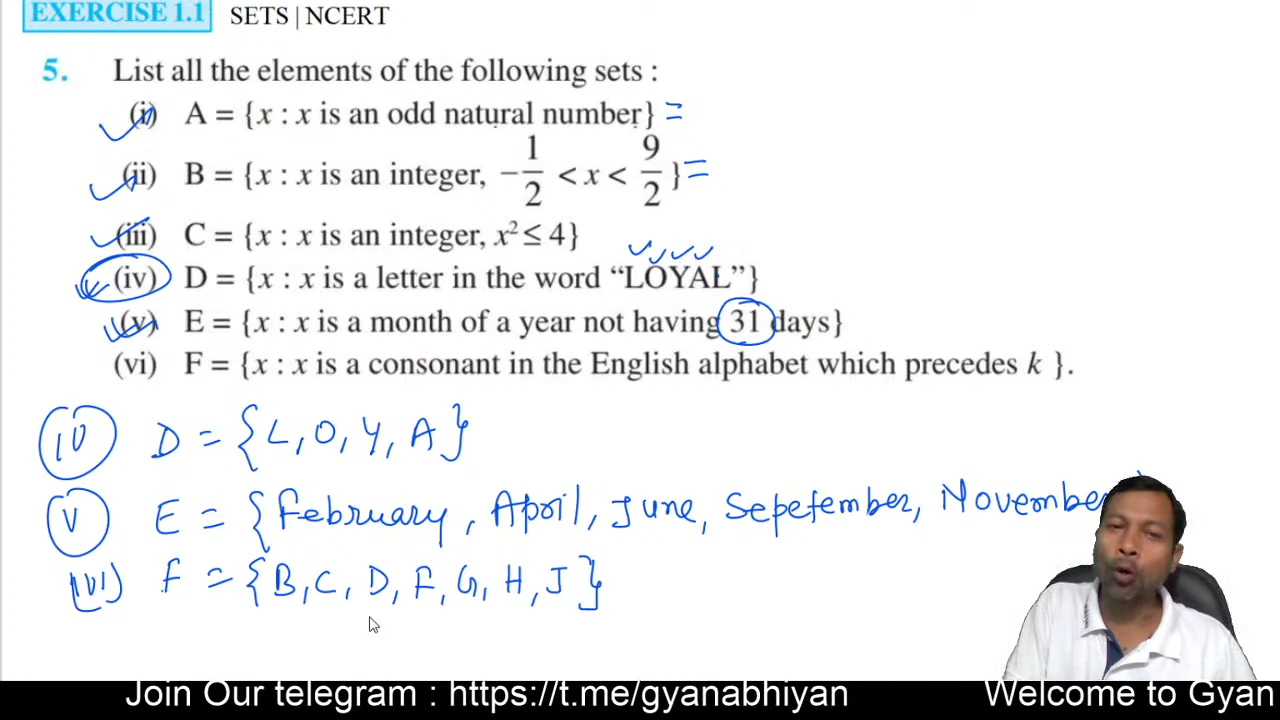 EXERCISE 1.1 SETS | NCERT
5. List all the elements of the following sets :
(i) A = {x : x is an odd natural number} =
(ii) B = {x : x is an integer, −1/2 < x < 9/2} =
(iii) C = {x : x is an integer, x² ≤ 4}
(iv) D = {x : x is a letter in the word “LOYAL”}
(v) E = {x : x is a month of a year not having 31 days}
(vi) F = {x : x is a consonant in the English alphabet which precedes k }.
iv D = {L, O, Y, A}
v E = {February, April, June, Sepetember, November
(vi) F = {B, C, D, F, G, H, J}
Join Our telegram : https://t.me/gyanabhiyan Welcome to Gyan